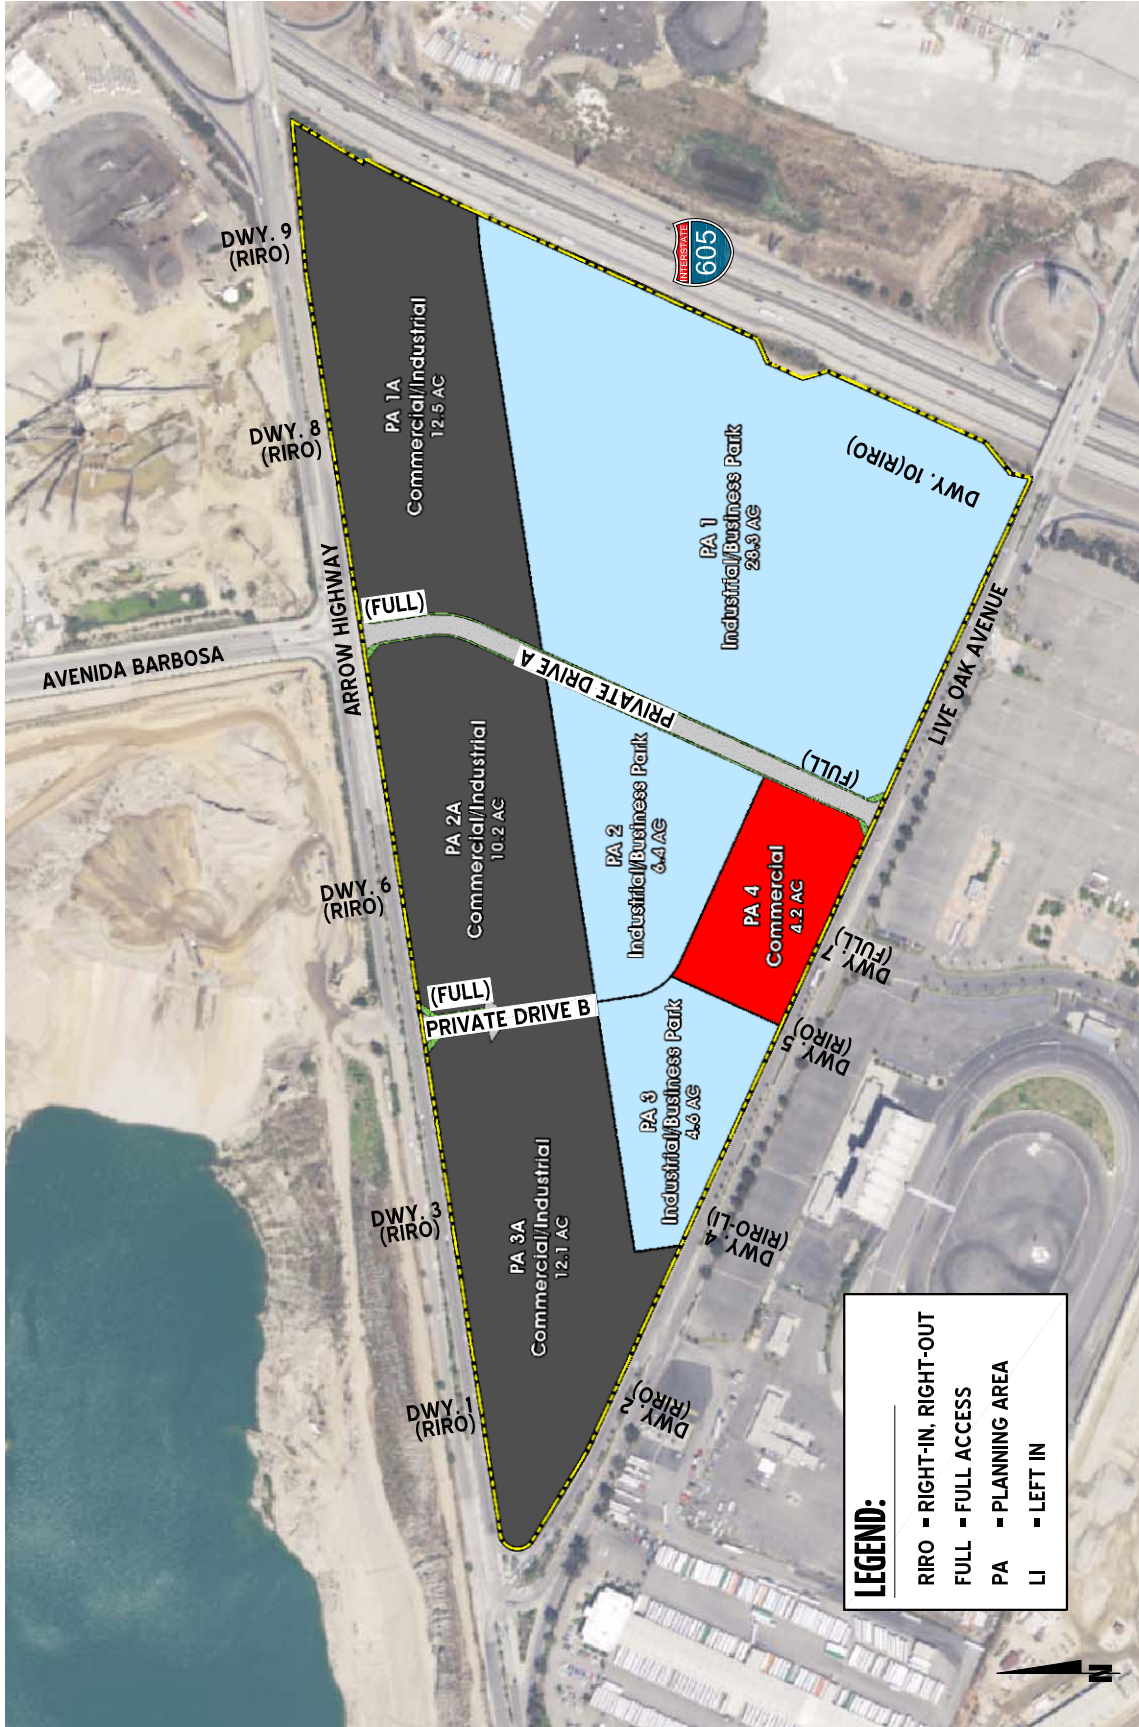 AVENIDA BARBOSA
ARROW HIGHWAY
DWY. 9
(RIRO)
DWY. 8
(RIRO)
DWY. 6
(RIRO)
DWY. 3
(RIRO)
DWY. 1
(RIRO)
INTERSTATE
605
PA 1A
Commercial/Industrial
12.5 AC
(FULL)
PRIVATE DRIVE A
(FULL)
PA 2A
Commercial/Industrial
10.2 AC
(FULL)
PRIVATE DRIVE B
PA 3A
Commercial/Industrial
12.1 AC
PA 1
Industrial/Business Park
28.3 AC
PA 2
Industrial/Business Park
6.4 AC
PA 3
Industrial/Business Park
4.6 AC
PA 4
Commercial
4.2 AC
DWY. 10(RIRO)
LIVE OAK AVENUE
DWY. 7
(FULL)
DWY. 5
(RIRO)
DWY. 4
(RIRO-LI)
DWY. 2
(RIRO)
LEGEND:
RIRO - RIGHT-IN, RIGHT-OUT
FULL - FULL ACCESS
PA - PLANNING AREA
LI - LEFT IN
N